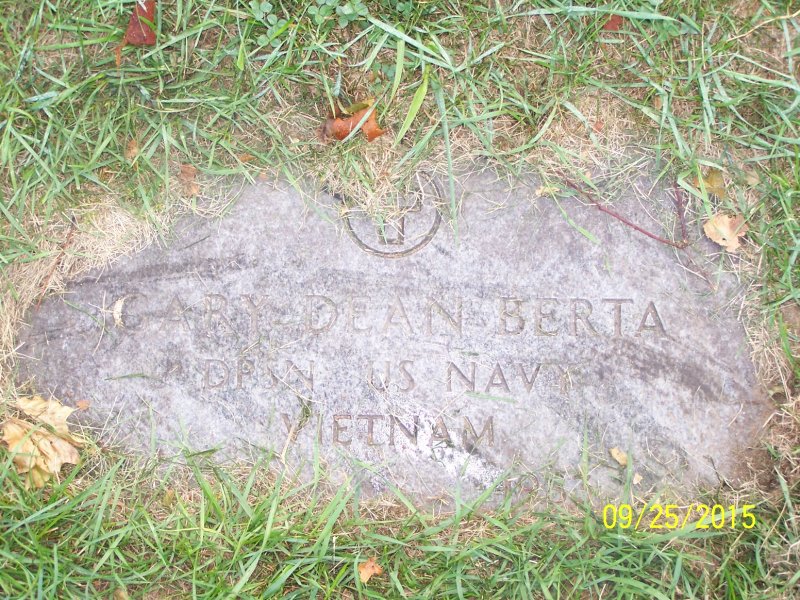 GARY DEAN BERTA
DPSN US NAVY
VIETNAM
09/25/2015